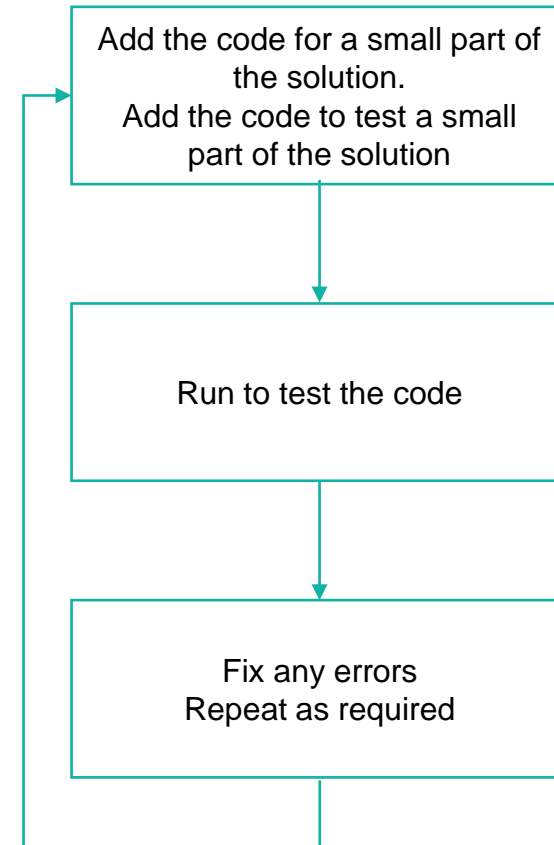 Add the code for a small part of
the solution.
Add the code to test a small
part of the solution
Run to test the code
Fix any errors
Repeat as required